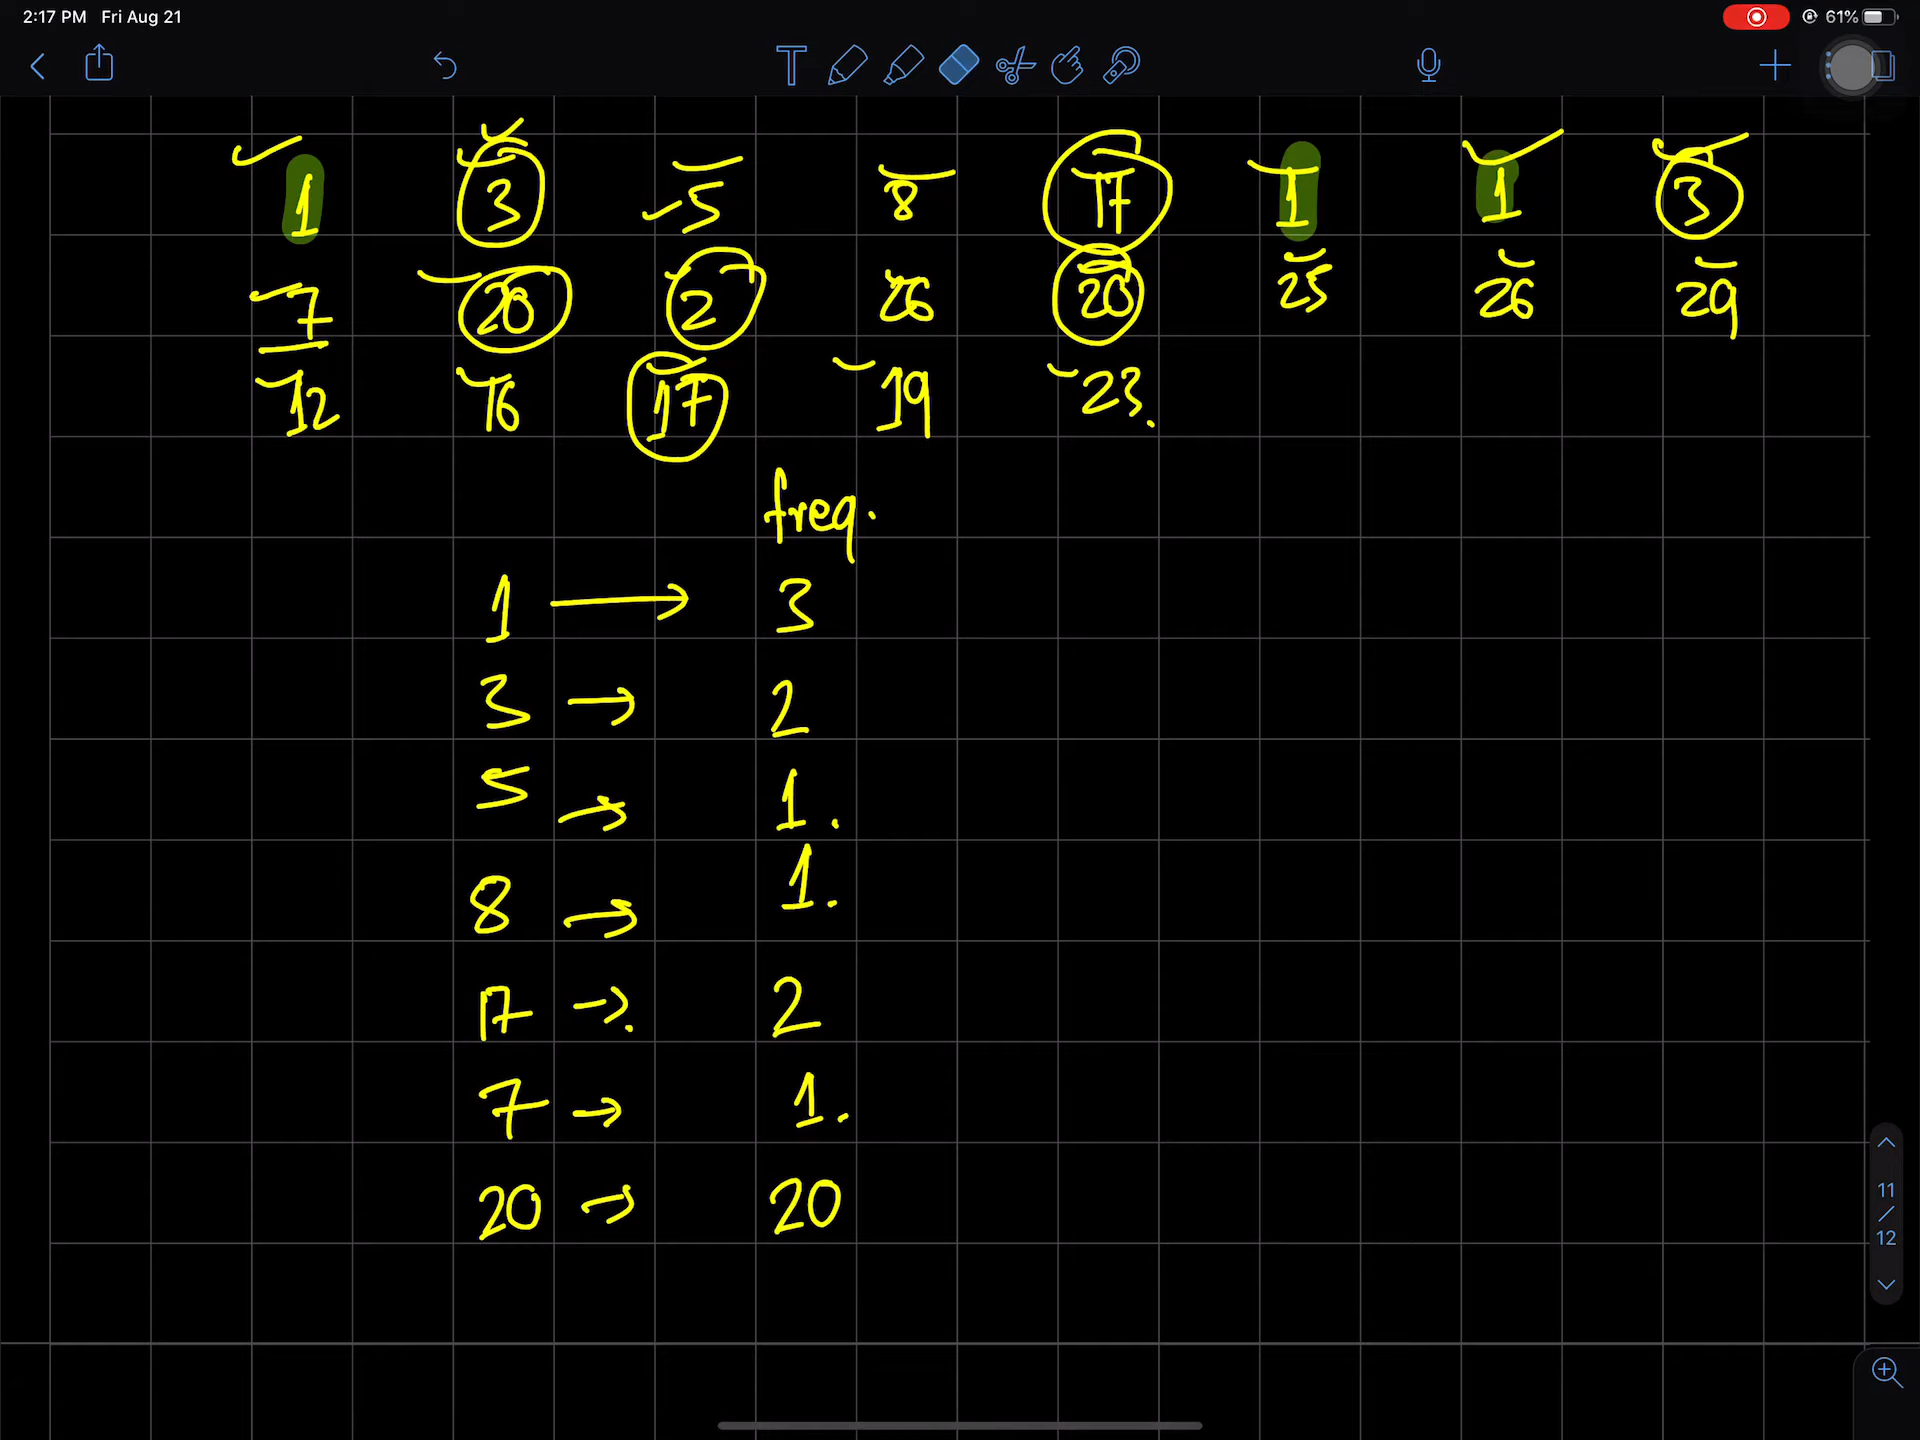 2:17 PM Fri Aug 21
61%
1 3 5 8 17 1 1 3
7 20 2 26 20 25 26 29
12 16 17 19 23.
freq.
1 → 3
3 → 2
5 → 1.
8 → 1.
17 →. 2
7 → 1.
20 → 20
11
/
12